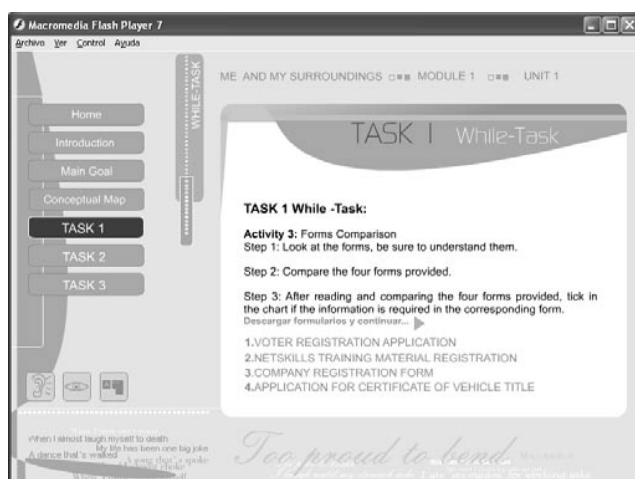 Macromedia Flash Player 7
Archivo Ver Control Ayuda
ME AND MY SURROUNDINGS MODULE 1 UNIT 1
WHILE-TASK
Home
Introduction
Main Goal
Conceptual Map
TASK 1
TASK 2
TASK 3
TASK 1 While-Task
TASK 1 While -Task:
Activity 3: Forms Comparison
Step 1: Look at the forms, be sure to understand them.
Step 2: Compare the four forms provided.
Step 3: After reading and comparing the four forms provided, tick in
the chart if the information is required in the corresponding form.
Descargar formularios y continuar...
1.VOTER REGISTRATION APPLICATION
2.NETSKILLS TRAINING MATERIAL REGISTRATION
3.COMPANY REGISTRATION FORM
4.APPLICATION FOR CERTIFICATE OF VEHICLE TITLE
When I almost laugh myself to death
My life has been one big joke
A dance that's walked
A song that's spoke
Too proud to bend